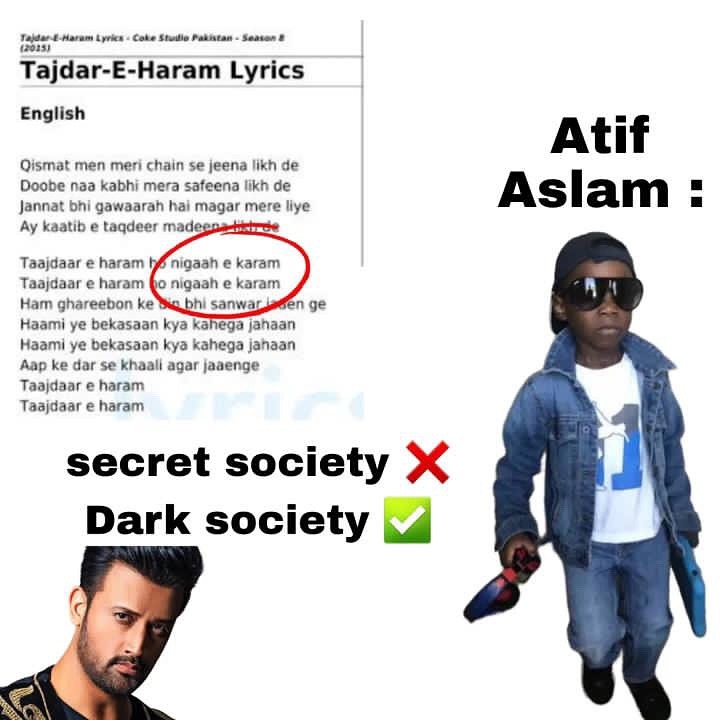 Tajdar-E-Haram Lyrics - Coke Studio Pakistan - Season 8
(2015)
Tajdar-E-Haram Lyrics
English
Qismat men meri chain se jeena likh de
Doobe naa kabhi mera safeena likh de
Jannat bhi gawaarah hai magar mere liye
Ay kaatib e taqdeer madeena likh de
Taajdaar e haram ho nigaah e karam
Taajdaar e haram ho nigaah e karam
Ham ghareebon ke din bhi sanwar jaaen ge
Haami ye bekasaan kya kahega jahaan
Haami ye bekasaan kya kahega jahaan
Aap ke dar se khaali agar jaaenge
Taajdaar e haram
Taajdaar e haram
lyrics
Atif
Aslam :
1
secret society ❌
Dark society ✅